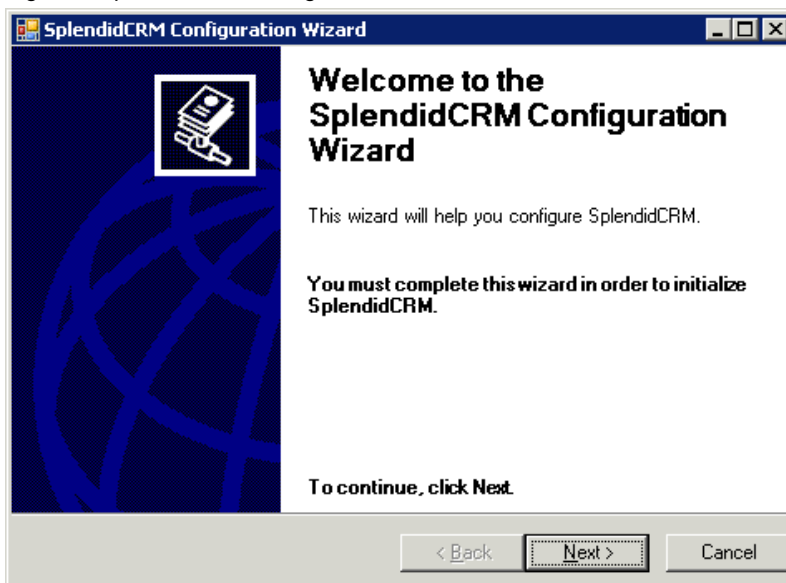 SplendidCRM Configuration Wizard
Welcome to the
SplendidCRM Configuration
Wizard
This wizard will help you configure SplendidCRM.
You must complete this wizard in order to initialize
SplendidCRM.
To continue, click Next.
< Back
Next >
Cancel